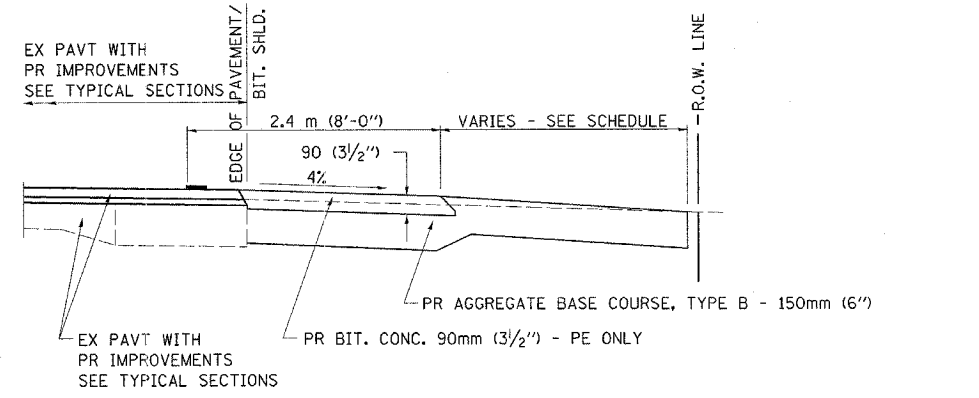 EX PAVT WITH
PR IMPROVEMENTS
SEE TYPICAL SECTIONS
EDGE OF PAVEMENT/
BIT. SHLD.
R.O.W. LINE
2.4 m (8'-0")
VARIES - SEE SCHEDULE
90 (3½")
4%
PR AGGREGATE BASE COURSE, TYPE B - 150mm (6")
PR BIT. CONC. 90mm (3½") - PE ONLY
EX PAVT WITH
PR IMPROVEMENTS
SEE TYPICAL SECTIONS